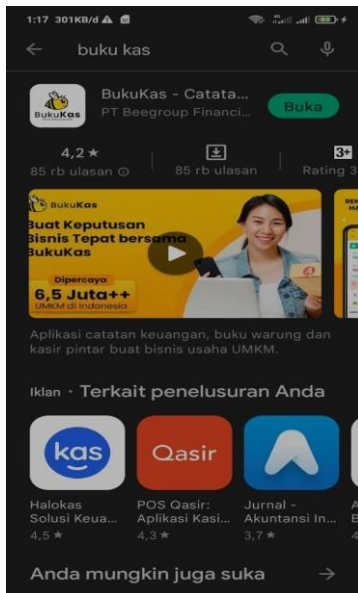 1:17 301KB/d
buku kas
BukuKas - Catata...
PT Beegroup Financi...
Buka
BukuKas
4,2 ★
85 rb ulasan
85 rb ulasan
3+
Rating 3
BukuKas
Buat Keputusan
Bisnis Tepat bersama
BukuKas
Dipercaya
6,5 Juta++
UMKM di Indonesia
Aplikasi catatan keuangan, buku warung dan
kasir pintar buat bisnis usaha UMKM.
Iklan · Terkait penelusuran Anda
kas
Qasir
Halokas
Solusi Keua...
4,5 ★
POS Qasir:
Aplikasi Kasi...
4,3 ★
Jurnal -
Akuntansi In...
3,7 ★
Anda mungkin juga suka